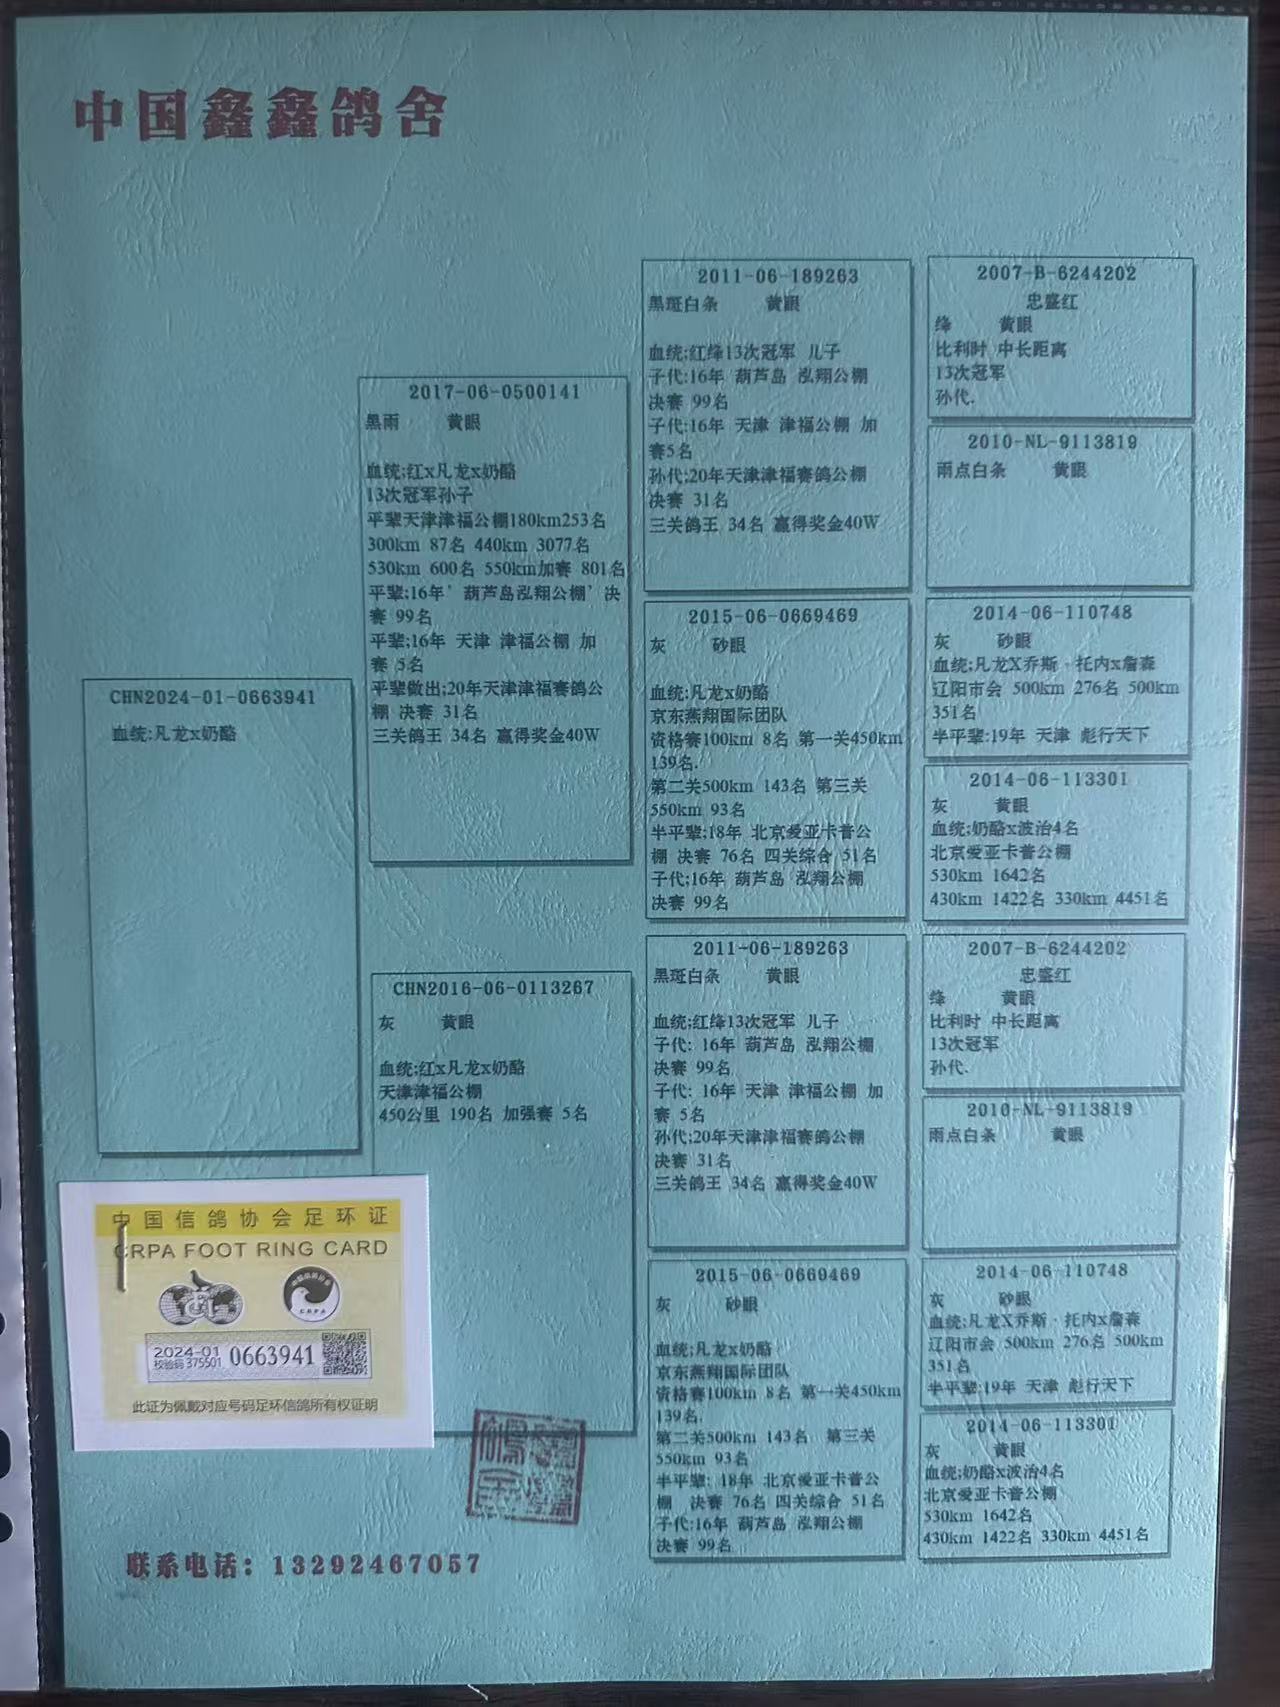 中国鑫鑫鸽舍
CHN2024-01-0663941
血统:凡龙x奶酪
2017-06-0500141
黑雨 黄眼
血统;红x凡龙x奶酪
13次冠军孙子
平辈天津津福公棚180km253名
300km 87名 440km 3077名
530km 600名 550km加赛 801名
平辈;16年'葫芦岛泓翔公棚'决
赛 99名
平辈;16年 天津 津福公棚 加
赛 5名
平辈做出;20年天津津福赛鸽公
棚 决赛 31名
三关鸽王 34名 赢得奖金40W
CHN2016-06-0113267
灰 黄眼
血统;红x凡龙x奶酪
天津津福公棚
450公里 190名 加强赛 5名
2011-06-189263
黑斑白条 黄眼
血统;红绛13次冠军 儿子
子代:16年 葫芦岛 泓翔公棚
决赛 99名
子代:16年 天津 津福公棚 加
赛5名
孙代;20年天津津福赛鸽公棚
决赛 31名
三关鸽王 34名 赢得奖金40W
2015-06-0669469
灰 砂眼
血统;凡龙x奶酪
京东燕翔国际团队
资格赛100km 8名 第一关450km
139名.
第二关500km 143名 第三关
550km 93名
半平辈;18年 北京爱亚卡普公
棚 决赛 76名 四关综合 51名
子代;16年 葫芦岛 泓翔公棚
决赛 99名
2011-06-189263
黑斑白条 黄眼
血统;红绛13次冠军 儿子
子代: 16年 葫芦岛 泓翔公棚
决赛 99名
子代: 16年 天津 津福公棚 加
赛 5名
孙代;20年天津津福赛鸽公棚
决赛 31名
三关鸽王 34名 赢得奖金40W
2015-06-0669469
灰 砂眼
血统;凡龙x奶酪
京东燕翔国际团队
资格赛100km 8名 第一关450km
139名.
第二关500km 143名 第三关
550km 93名
半平辈: 18年 北京爱亚卡普公
棚 决赛 76名 四关综合 51名
子代:16年 葫芦岛 泓翔公棚
决赛 99名
2007-B-6244202
忠盛红
绛 黄眼
比利时 中长距离
13次冠军
孙代.
2010-NL-9113819
雨点白条 黄眼
2014-06-110748
灰 砂眼
血统;凡龙X乔斯·托内x詹森
辽阳市会 500km 276名 500km
351名
半平辈:19年 天津 彪行天下
2014-06-113301
灰 黄眼
血统;奶酪x波治4名
北京爱亚卡普公棚
530km 1642名
430km 1422名 330km 4451名
2007-B-6244202
忠盛红
绛 黄眼
比利时 中长距离
13次冠军
孙代.
2010-NL-9113819
雨点白条 黄眼
2014-06-110748
灰 砂眼
血统;凡龙X乔斯·托内x詹森
辽阳市会 500km 276名 500km
351名
半平辈:19年 天津 彪行天下
2014-06-113301
灰 黄眼
血统;奶酪x波治4名
北京爱亚卡普公棚
530km 1642名
430km 1422名 330km 4451名
中国信鸽协会足环证
CRPA FOOT RING CARD
CRPA
2024-01
校验码 375501 0663941
此证为佩戴对应号码足环信鸽所有权证明
联系电话：13292467057